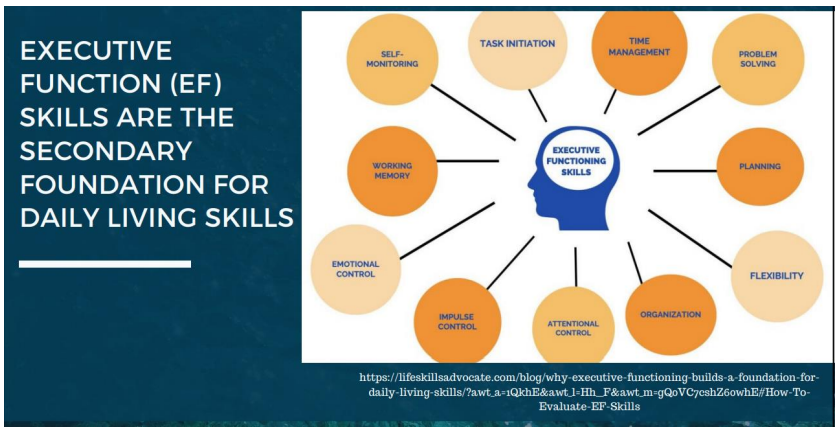 EXECUTIVE
FUNCTION (EF)
SKILLS ARE THE
SECONDARY
FOUNDATION FOR
DAILY LIVING SKILLS
SELF-
MONITORING
TASK INITIATION
TIME
MANAGEMENT
PROBLEM
SOLVING
EXECUTIVE
FUNCTIONING
SKILLS
WORKING
MEMORY
PLANNING
EMOTIONAL
CONTROL
FLEXIBILITY
IMPULSE
CONTROL
ATTENTIONAL
CONTROL
ORGANIZATION
https://lifeskillsadvocate.com/blog/why-executive-functioning-builds-a-foundation-for-
daily-living-skills/?awt_a=1QkhE&awt_l=Hh_F&awt_m=gQoVC7cshZ6owhE#How-To-
Evaluate-EF-Skills